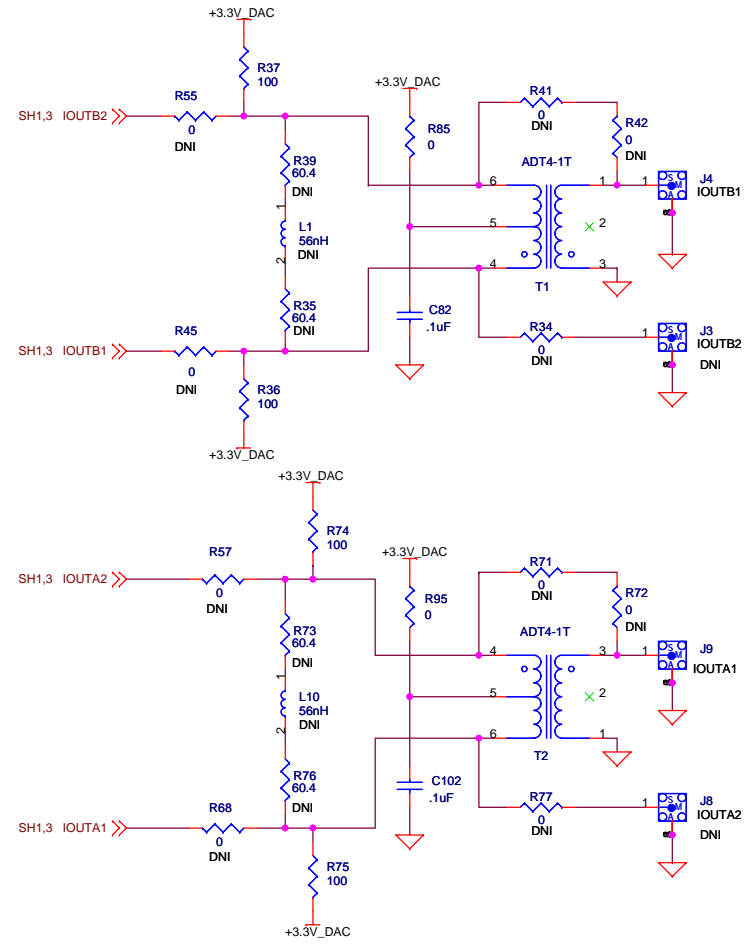 +3.3V_DAC
R37
100
R55
0
DNI
SH1,3 IOUTB2
R39
60.4
DNI
1
L1
56nH
DNI
2
R35
60.4
DNI
R45
0
DNI
SH1,3 IOUTB1
R36
100
+3.3V_DAC
+3.3V_DAC
R85
0
C82
.1uF
R41
0
DNI
R42
0
DNI
ADT4-1T
6
5
4
1
2
3
T1
R34
0
DNI
1
S
M
A
J4
IOUTB1
1
S
M
A
J3
IOUTB2
DNI
+3.3V_DAC
R74
100
R57
0
DNI
SH1,3 IOUTA2
R73
60.4
DNI
1
L10
56nH
DNI
2
R76
60.4
DNI
R68
0
DNI
SH1,3 IOUTA1
R75
100
+3.3V_DAC
+3.3V_DAC
R95
0
C102
.1uF
R71
0
DNI
R72
0
DNI
ADT4-1T
4
5
6
3
2
1
T2
R77
0
DNI
1
S
M
A
J9
IOUTA1
1
S
M
A
J8
IOUTA2
DNI